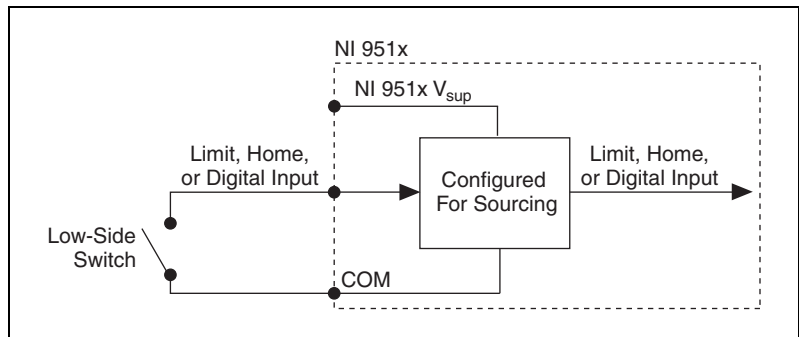 NI 951x
NI 951x Vsup
Limit, Home,
or Digital Input
Configured
For Sourcing
Limit, Home,
or Digital Input
Low-Side
Switch
COM